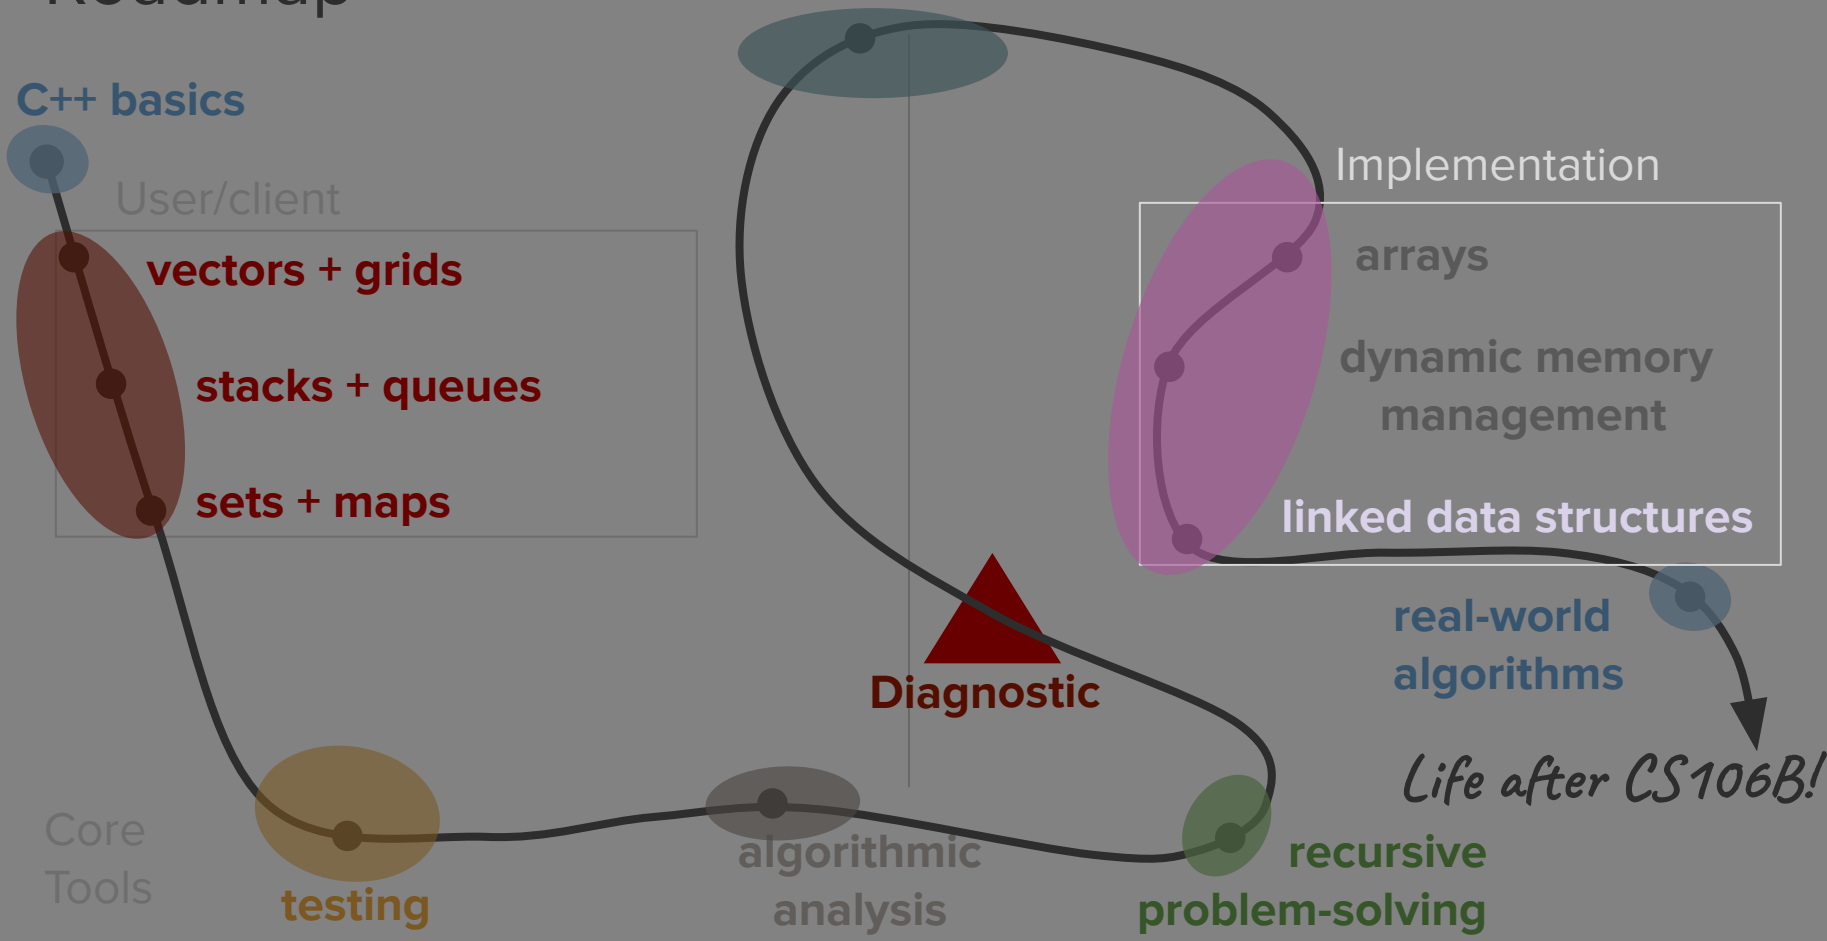 Roadmap
C++ basics
User/client
vectors + grids
stacks + queues
sets + maps
Core
Tools
testing
algorithmic
analysis
recursive
problem-solving
Diagnostic
Implementation
arrays
dynamic memory
management
linked data structures
real-world
algorithms
Life after CS106B!